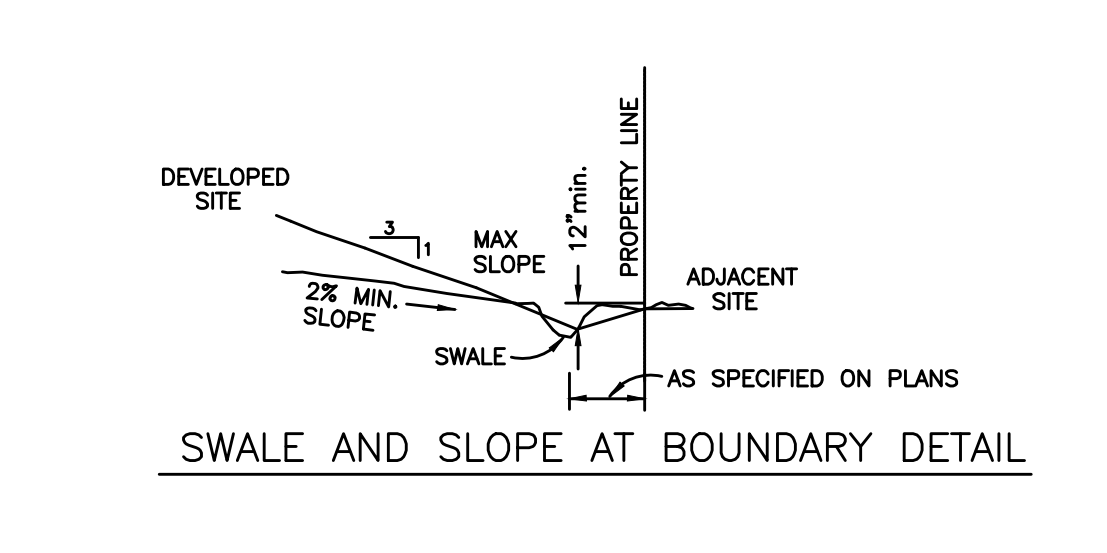 PROPERTY LINE
12"min.
DEVELOPED
SITE
3
1
MAX
SLOPE
2% MIN.
SLOPE
ADJACENT
SITE
SWALE
AS SPECIFIED ON PLANS
SWALE AND SLOPE AT BOUNDARY DETAIL